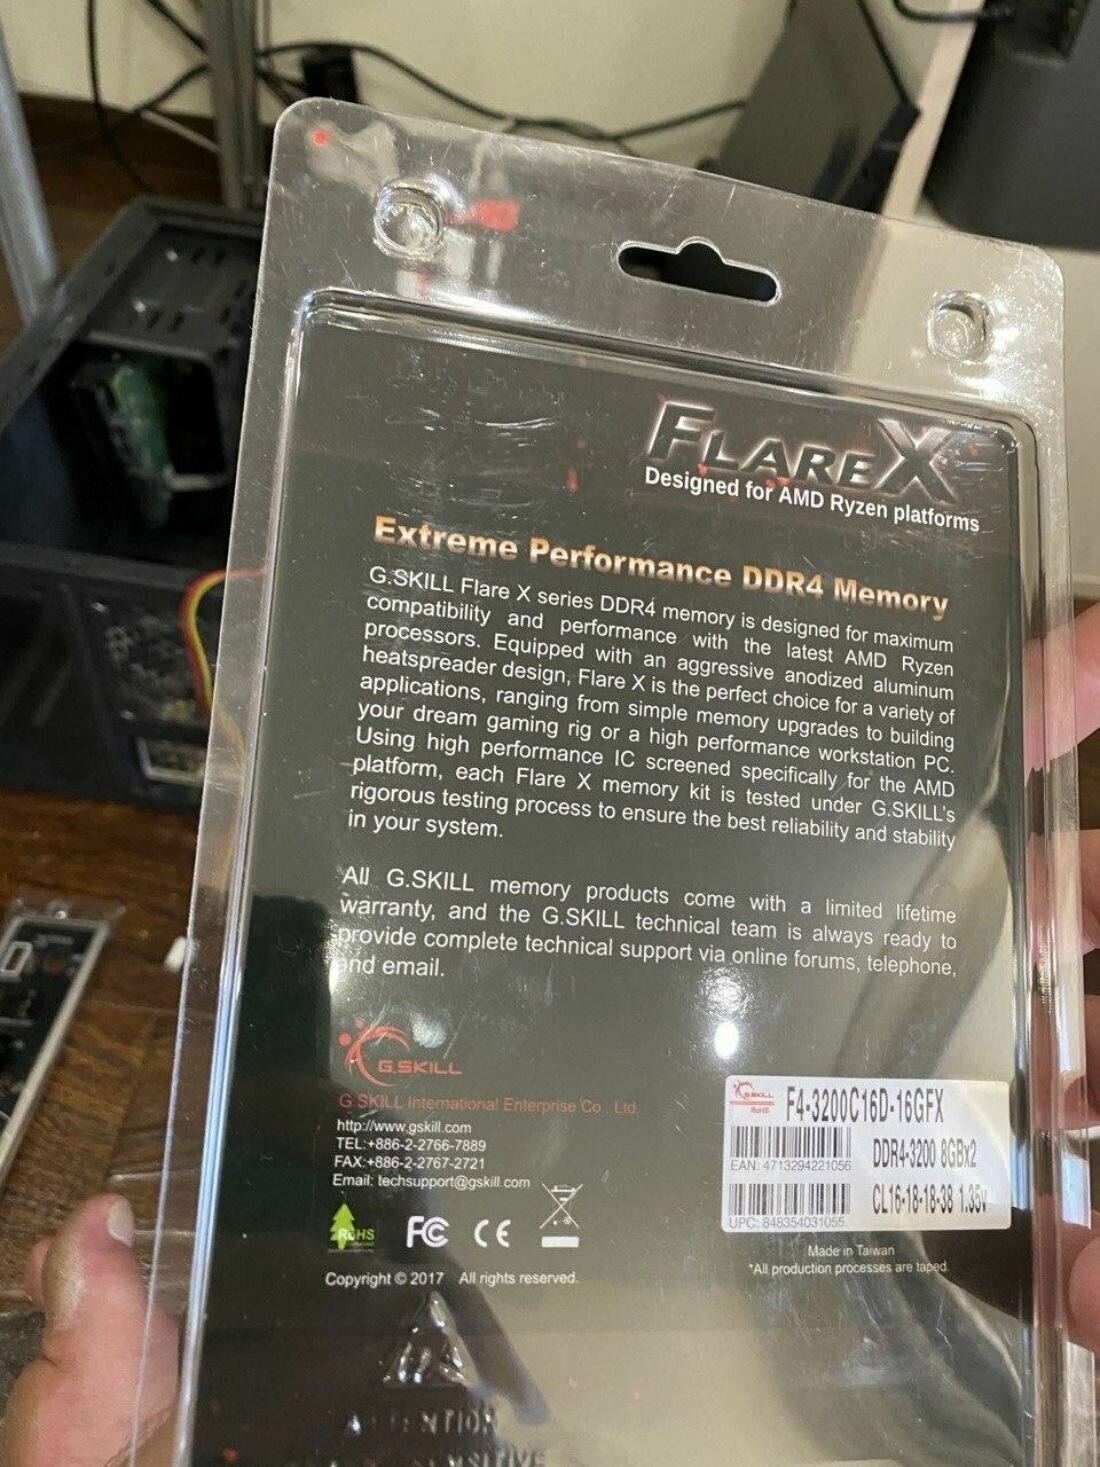 FLARE X
Designed for AMD Ryzen platforms
Extreme Performance DDR4 Memory
G.SKILL Flare X series DDR4 memory is designed for maximum
compatibility and performance with the latest AMD Ryzen
processors. Equipped with an aggressive anodized aluminum
heatspreader design, Flare X is the perfect choice for a variety of
applications, ranging from simple memory upgrades to building
your dream gaming rig or a high performance workstation PC.
Using high performance IC screened specifically for the AMD
platform, each Flare X memory kit is tested under G.SKILL's
rigorous testing process to ensure the best reliability and stability
in your system.
All G.SKILL memory products come with a limited lifetime
warranty, and the G.SKILL technical team is always ready to
provide complete technical support via online forums, telephone,
and email.
G.SKILL
G.SKILL International Enterprise Co., Ltd.
http://www.gskill.com
TEL:+886-2-2766-7889
FAX:+886-2-2767-2721
Email: techsupport@gskill.com
RoHS
FC CE
Copyright © 2017 All rights reserved.
G.SKILL
RoHS
F4-3200C16D-16GFX
EAN: 4713294221056
DDR4-3200 8GBx2
UPC: 848354031055
CL16-18-18-38 1.35v
Made in Taiwan
*All production processes are taped.
ATTENTION